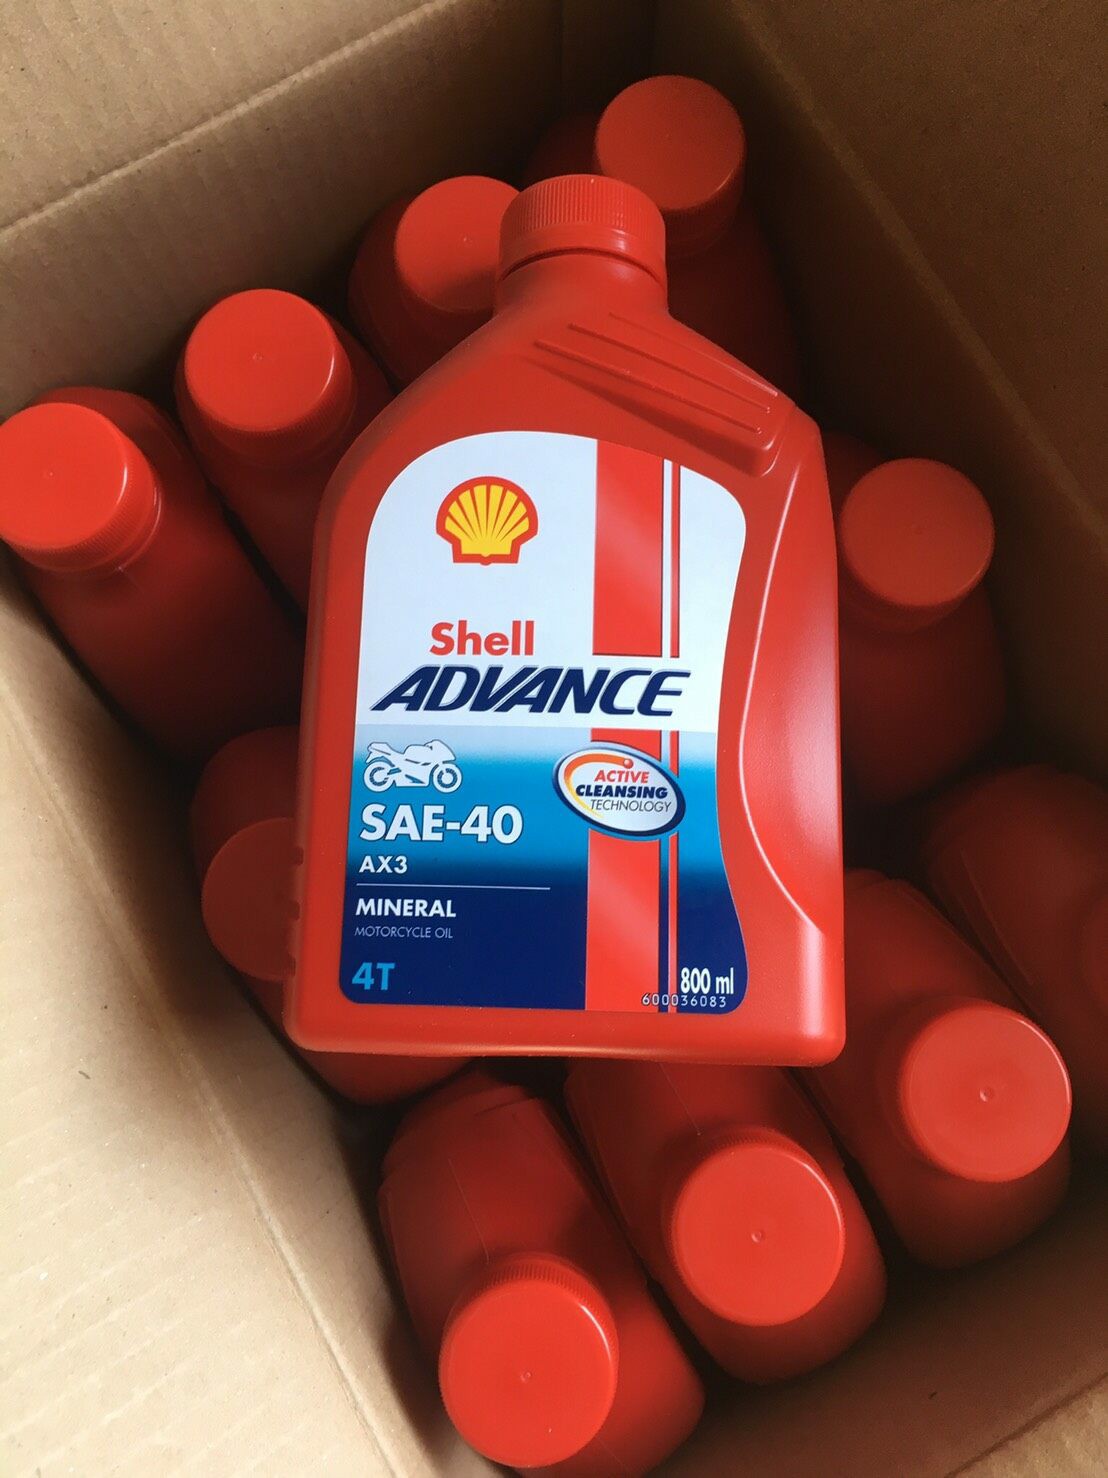 Shell
ADVANCE
ACTIVE
CLEANSING
TECHNOLOGY
SAE-40
AX3
MINERAL
MOTORCYCLE OIL
4T
800 ml
600036083